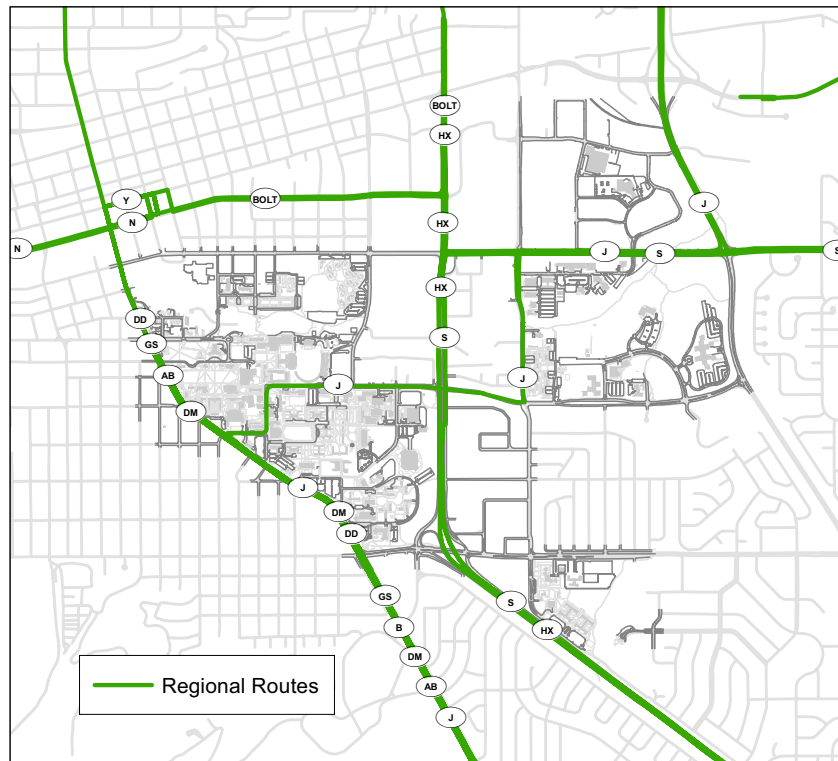 BOLT
HX
Y
BOLT
J
N
HX
N
J
S
S
HX
DD
S
GS
AB
J
J
DM
J
DM
DD
GS
S
B
HX
DM
AB
Regional Routes
J